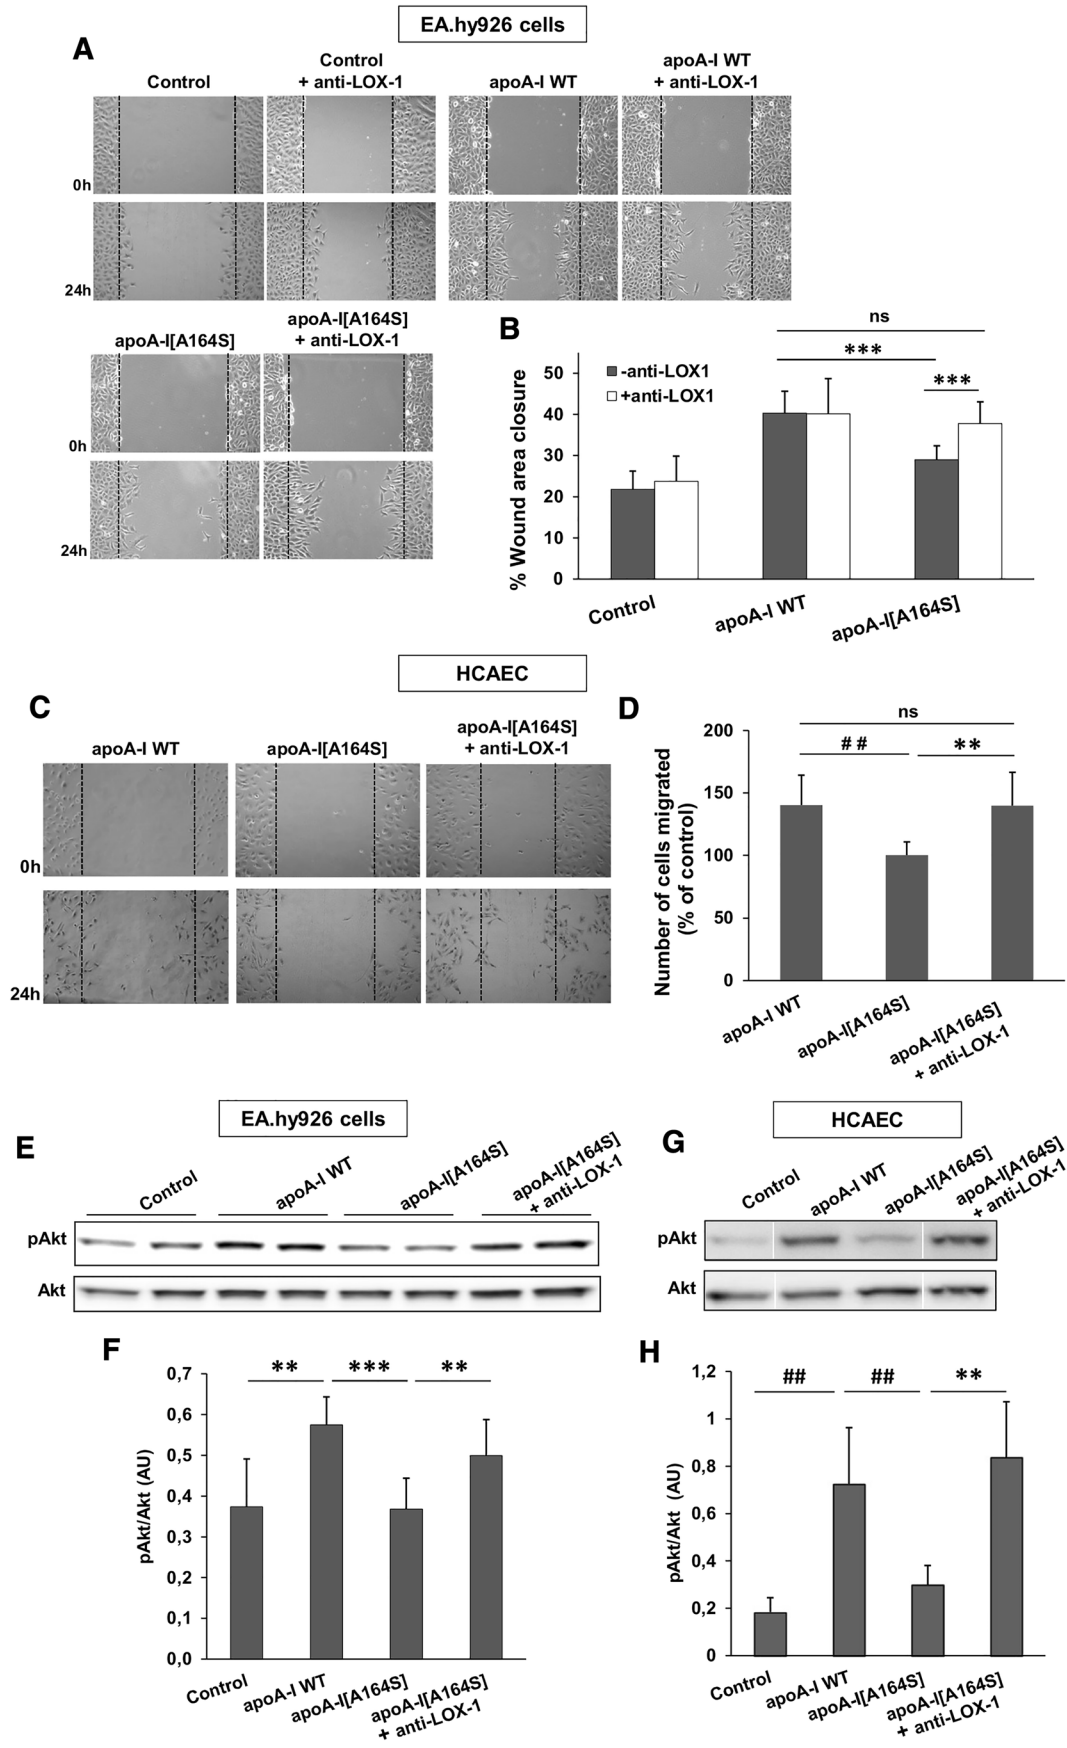 EA.hy926 cells
A
Control
Control
+ anti-LOX-1
apoA-I WT
apoA-I WT
+ anti-LOX-1
0h
24h
apoA-I[A164S]
apoA-I[A164S]
+ anti-LOX-1
0h
24h
B
ns
***
***
-anti-LOX1
+anti-LOX1
% Wound area closure
50
40
30
20
10
0
Control
apoA-I WT
apoA-I[A164S]
HCAEC
C
apoA-I WT
apoA-I[A164S]
apoA-I[A164S]
+ anti-LOX-1
0h
24h
D
ns
##
**
Number of cells migrated
(% of control)
200
150
100
50
0
apoA-I WT
apoA-I[A164S]
apoA-I[A164S]
+ anti-LOX-1
EA.hy926 cells
E
Control
apoA-I WT
apoA-I[A164S]
apoA-I[A164S]
+ anti-LOX-1
pAkt
Akt
HCAEC
G
Control
apoA-I WT
apoA-I[A164S]
apoA-I[A164S]
+ anti-LOX-1
pAkt
Akt
F
**
***
**
pAkt/Akt (AU)
0,7
0,6
0,5
0,4
0,3
0,2
0,1
0,0
Control
apoA-I WT
apoA-I[A164S]
apoA-I[A164S]
+ anti-LOX-1
H
##
##
**
pAkt/Akt (AU)
1,2
1
0,8
0,6
0,4
0,2
0
Control
apoA-I WT
apoA-I[A164S]
apoA-I[A164S]
+ anti-LOX-1